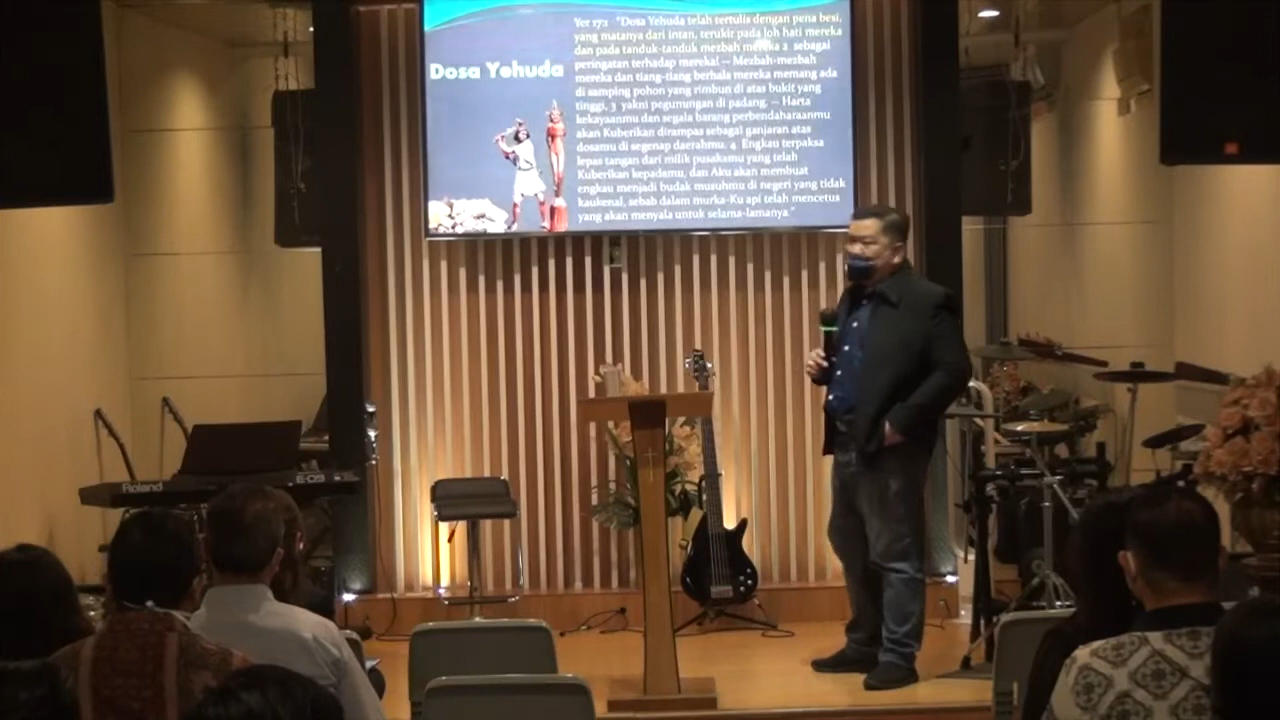 Dosa Yehuda
Yer 17:1 "Dosa Yehuda telah tertulis dengan pena besi,
yang matanya dari intan, terukir pada loh hati mereka
dan pada tanduk-tanduk mezbah mereka 2 sebagai
peringatan terhadap mereka! -- Mezbah-mezbah
mereka dan tiang-tiang berhala mereka memang ada
di samping pohon yang rimbun di atas bukit yang
tinggi, 3 yakni pegunungan di padang. -- Harta
kekayaanmu dan segala barang perbendaharaanmu
akan Kuberikan dirampas sebagai ganjaran atas
dosamu di segenap daerahmu. 4 Engkau terpaksa
lepas tangan dari milik pusakamu yang telah
Kuberikan kepadamu, dan Aku akan membuat
engkau menjadi budak musuhmu di negeri yang tidak
kaukenal, sebab dalam murka-Ku api telah mencetus
yang akan menyala untuk selama-lamanya."
Roland
E-09